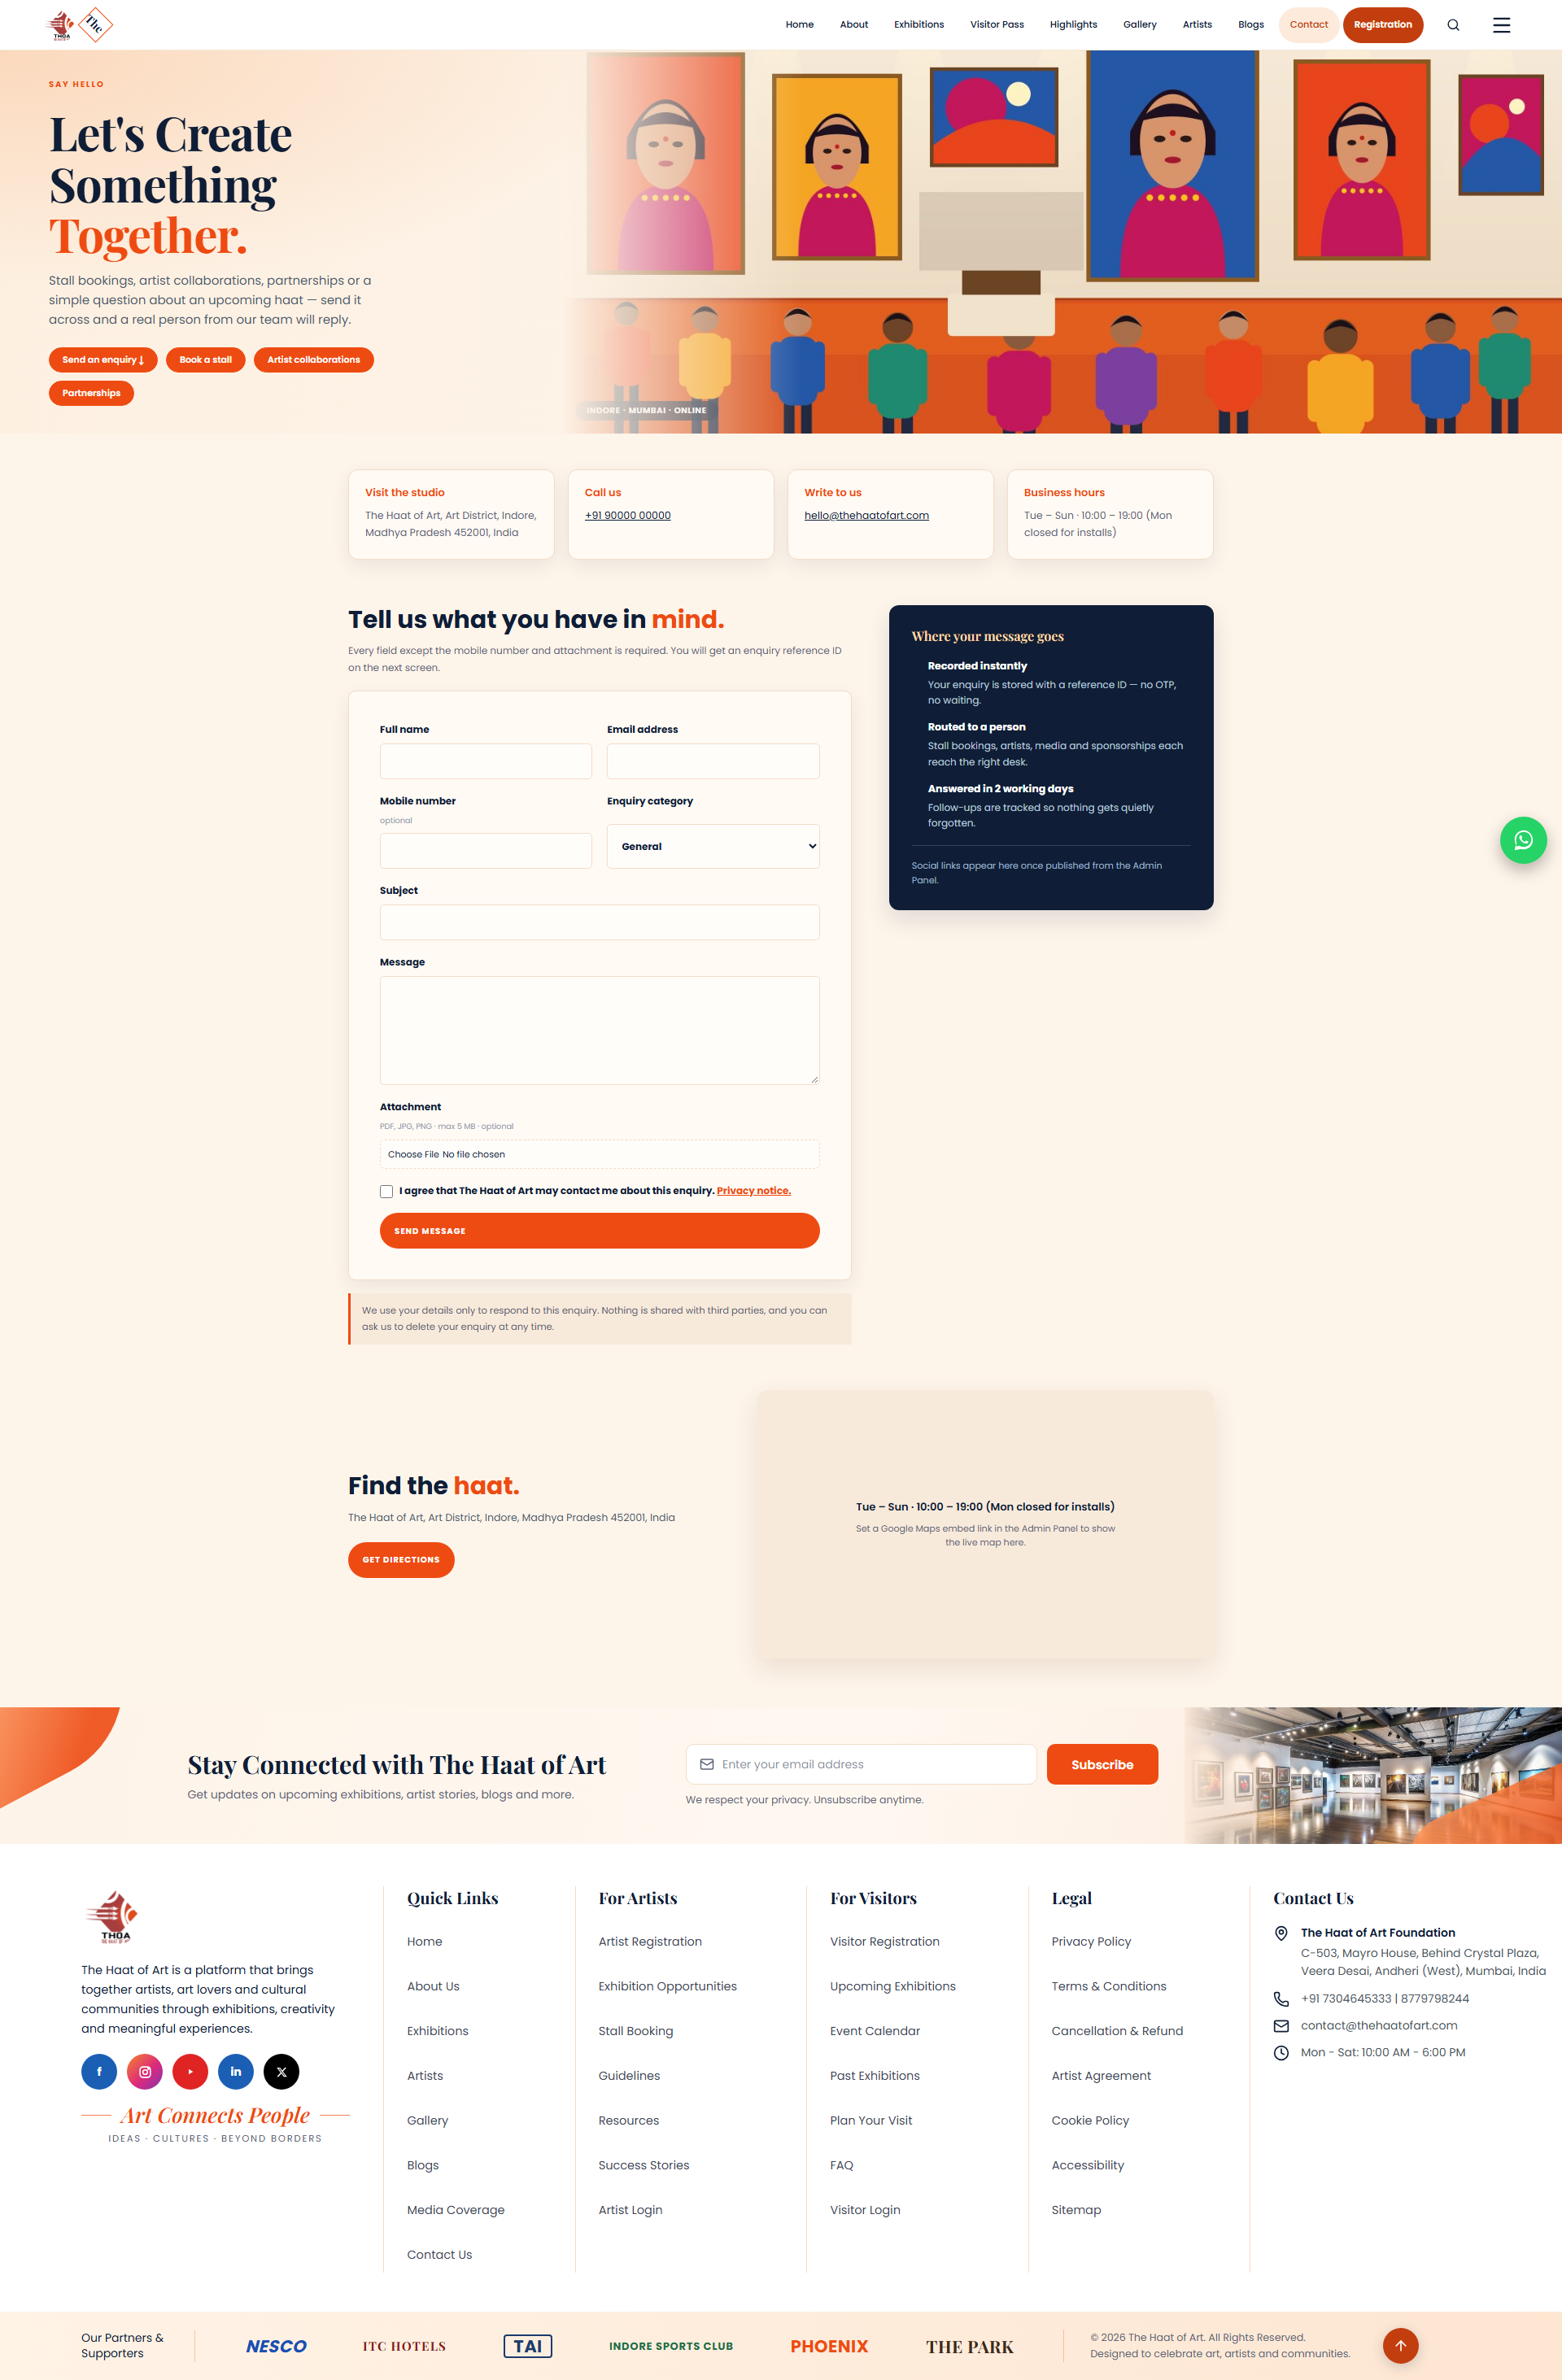 THOA
The
Home
About
Exhibitions
Visitor Pass
Highlights
Gallery
Artists
Blogs
Contact
Registration
SAY HELLO
Let's Create
Something
Together.
Stall bookings, artist collaborations, partnerships or a
simple question about an upcoming haat — send it
across and a real person from our team will reply.
Send an enquiry ↓
Book a stall
Artist collaborations
Partnerships
INDORE · MUMBAI · ONLINE
Visit the studio
The Haat of Art, Art District, Indore,
Madhya Pradesh 452001, India
Call us
+91 90000 00000
Write to us
hello@thehaatofart.com
Business hours
Tue – Sun · 10:00 – 19:00 (Mon
closed for installs)
Tell us what you have in mind.
Every field except the mobile number and attachment is required. You will get an enquiry reference ID
on the next screen.
Full name
Email address
Mobile number
optional
Enquiry category
General
Subject
Message
Attachment
PDF, JPG, PNG · max 5 MB · optional
Choose File No file chosen
I agree that The Haat of Art may contact me about this enquiry. Privacy notice.
SEND MESSAGE
We use your details only to respond to this enquiry. Nothing is shared with third parties, and you can
ask us to delete your enquiry at any time.
Where your message goes
Recorded instantly
Your enquiry is stored with a reference ID — no OTP,
no waiting.
Routed to a person
Stall bookings, artists, media and sponsorships each
reach the right desk.
Answered in 2 working days
Follow-ups are tracked so nothing gets quietly
forgotten.
Social links appear here once published from the Admin
Panel.
Find the haat.
The Haat of Art, Art District, Indore, Madhya Pradesh 452001, India
GET DIRECTIONS
Tue – Sun · 10:00 – 19:00 (Mon closed for installs)
Set a Google Maps embed link in the Admin Panel to show
the live map here.
Stay Connected with The Haat of Art
Get updates on upcoming exhibitions, artist stories, blogs and more.
Enter your email address
Subscribe
We respect your privacy. Unsubscribe anytime.
THOA
The Haat of Art is a platform that brings
together artists, art lovers and cultural
communities through exhibitions, creativity
and meaningful experiences.
Art Connects People
IDEAS · CULTURES · BEYOND BORDERS
Quick Links
Home
About Us
Exhibitions
Artists
Gallery
Blogs
Media Coverage
Contact Us
For Artists
Artist Registration
Exhibition Opportunities
Stall Booking
Guidelines
Resources
Success Stories
Artist Login
For Visitors
Visitor Registration
Upcoming Exhibitions
Event Calendar
Past Exhibitions
Plan Your Visit
FAQ
Visitor Login
Legal
Privacy Policy
Terms & Conditions
Cancellation & Refund
Artist Agreement
Cookie Policy
Accessibility
Sitemap
Contact Us
The Haat of Art Foundation
C-503, Mayro House, Behind Crystal Plaza,
Veera Desai, Andheri (West), Mumbai, India
+91 7304645333 | 8779798244
contact@thehaatofart.com
Mon - Sat: 10:00 AM - 6:00 PM
Our Partners &
Supporters
NESCO
ITC HOTELS
TAI
INDORE SPORTS CLUB
PHOENIX
THE PARK
© 2026 The Haat of Art. All Rights Reserved.
Designed to celebrate art, artists and communities.